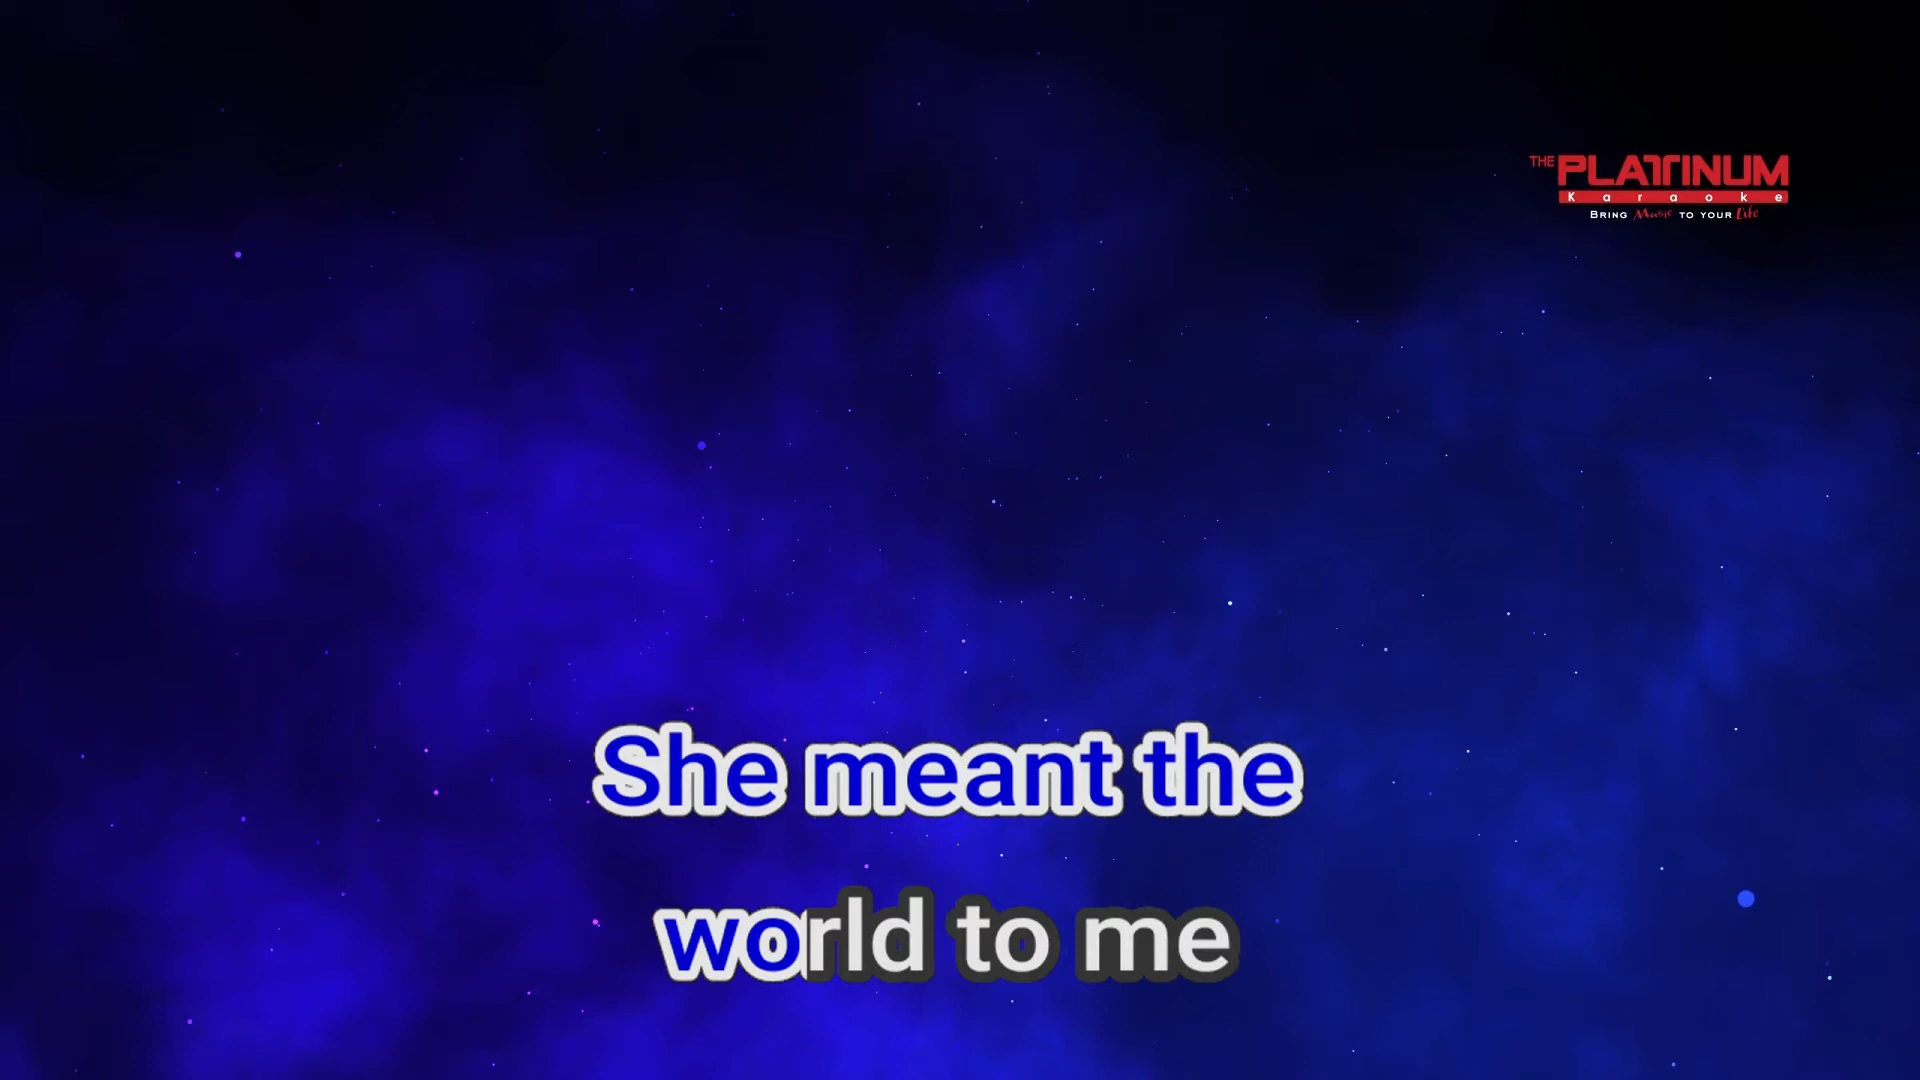 THE PLATINUM
Karaoke
BRING Music TO YOUR Life
She meant the
world to me